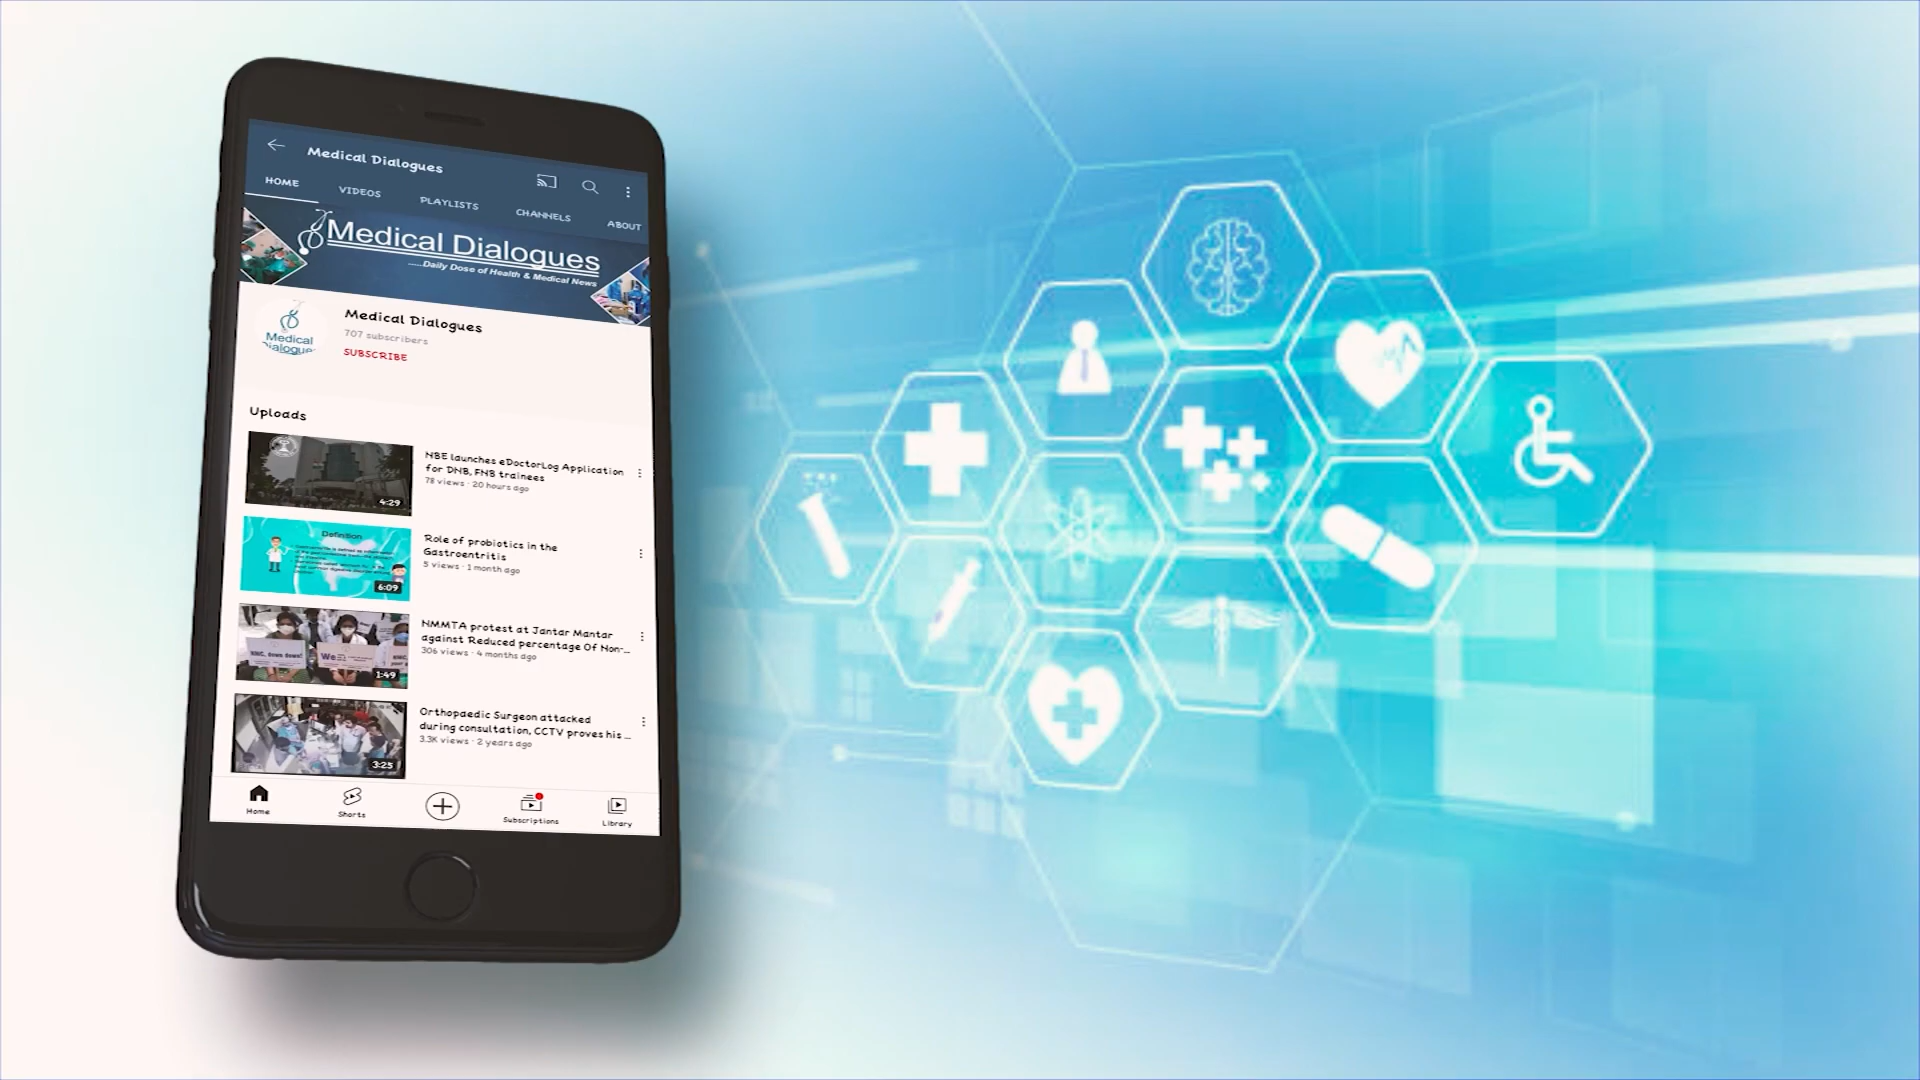 Medical Dialogues
HOME VIDEOS PLAYLISTS CHANNELS ABOUT
Medical Dialogues
.....Daily Dose of Health & Medical News
Medical Dialogues
707 subscribers
SUBSCRIBE
Medical
Uploads
NBE launches eDoctorLog Application
for DNB, FNB trainees
78 views · 20 hours ago
4:29
Definition
6:09
Role of probiotics in the
Gastroentritis
5 views · 1 month ago
1:49
NMMTA protest at Jantar Mantar
against Reduced percentage Of Non-...
306 views · 4 months ago
3:25
Orthopaedic Surgeon attacked
during consultation, CCTV proves his ...
3.3K views · 2 years ago
Home Shorts Subscriptions Library